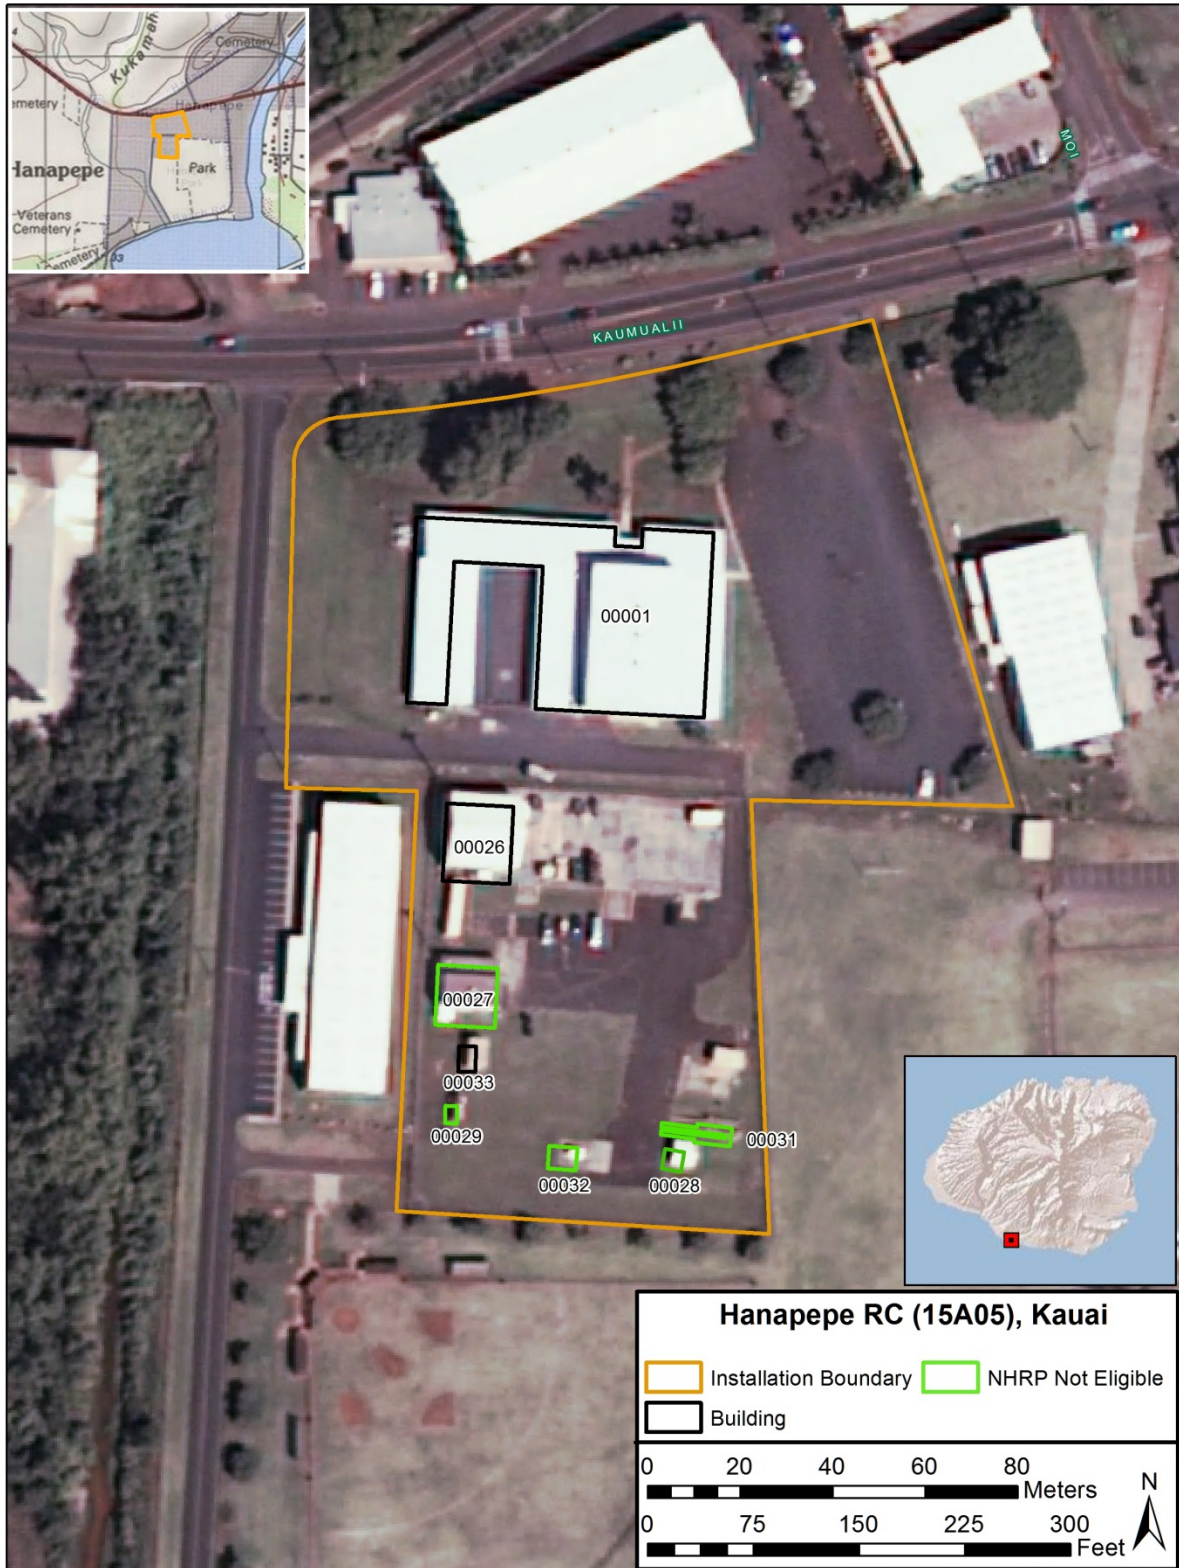 KuKamah
Cemetery
emetery
Hanapepe
Hanapepe
Park
Veterans
Cemetery
Cemetery
MOI
KAUMUALII
00001
00026
00027
00033
00029
00031
00032
00028
Hanapepe RC (15A05), Kauai
Installation Boundary NHRP Not Eligible
Building
0 20 40 60 80
Meters
N
0 75 150 225 300
Feet